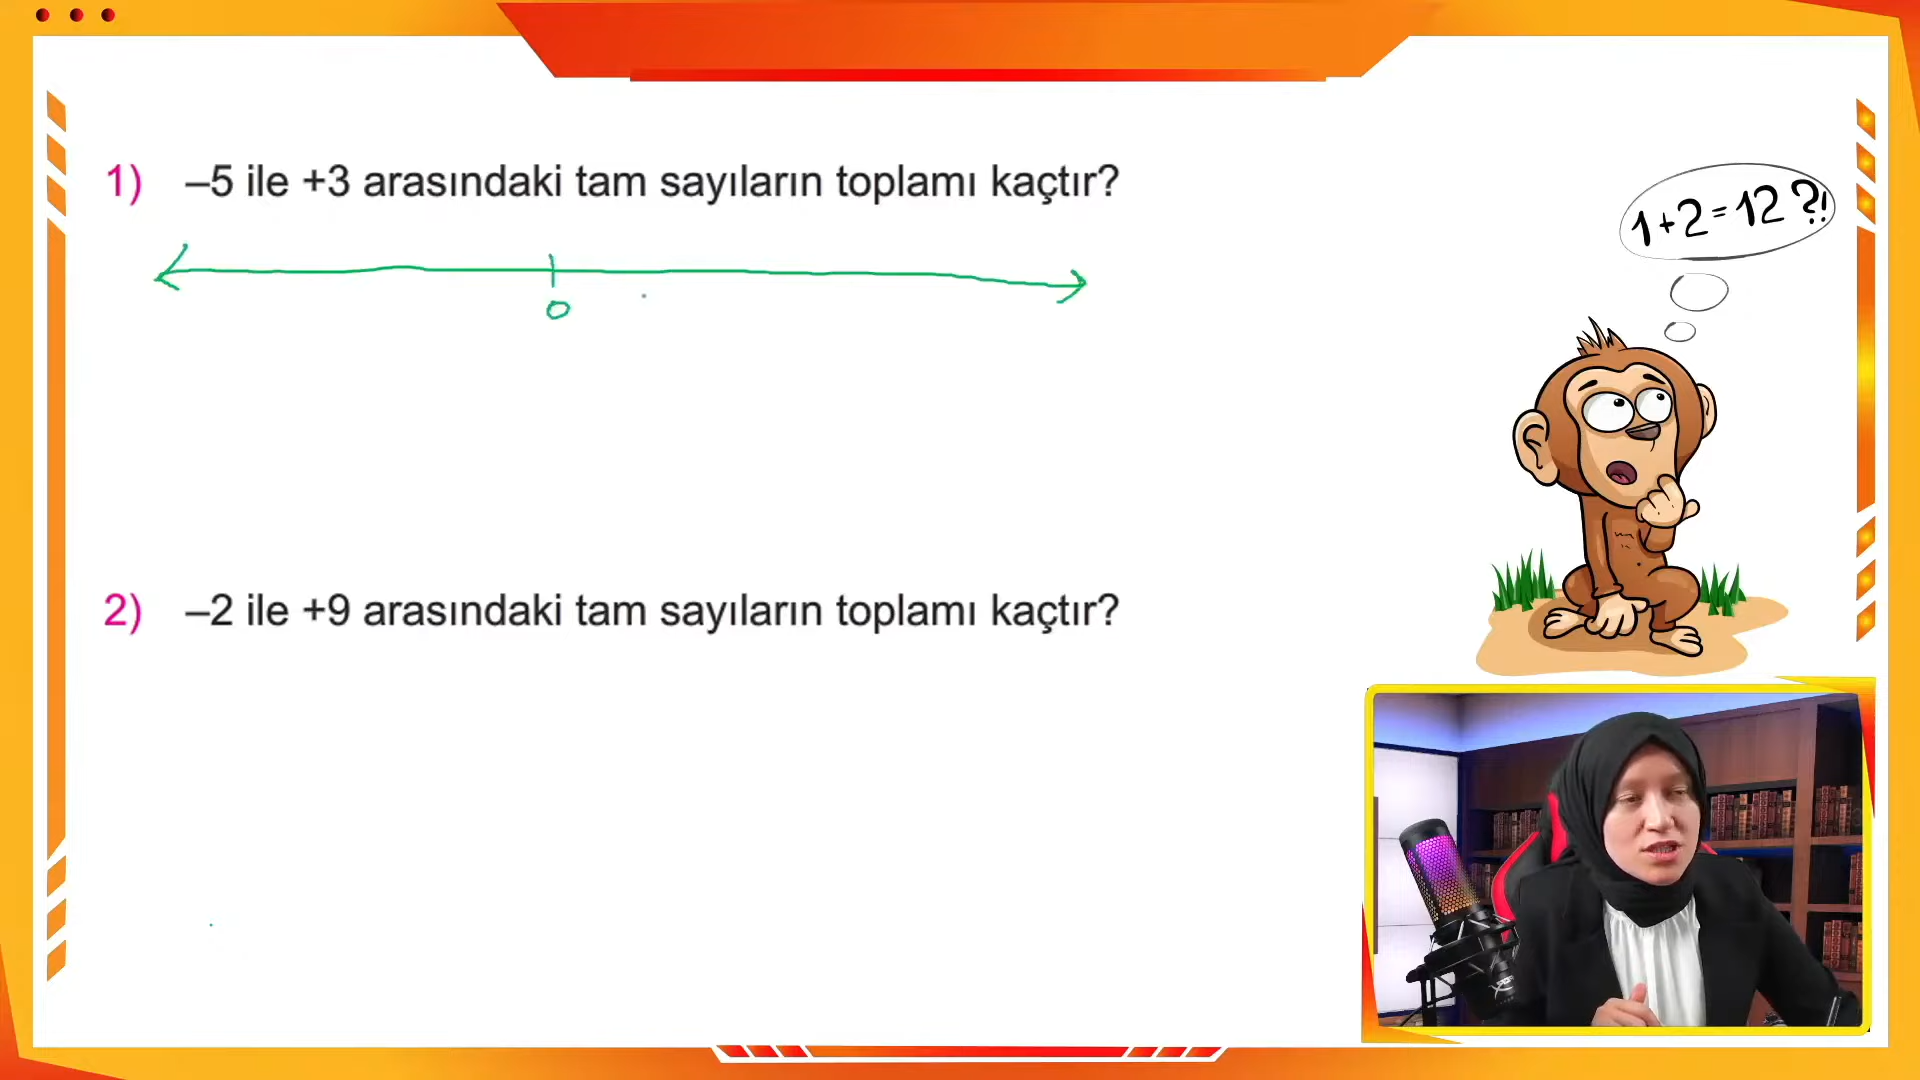 1) –5 ile +3 arasındaki tam sayıların toplamı kaçtır?
1+2=12?!
0
2) –2 ile +9 arasındaki tam sayıların toplamı kaçtır?